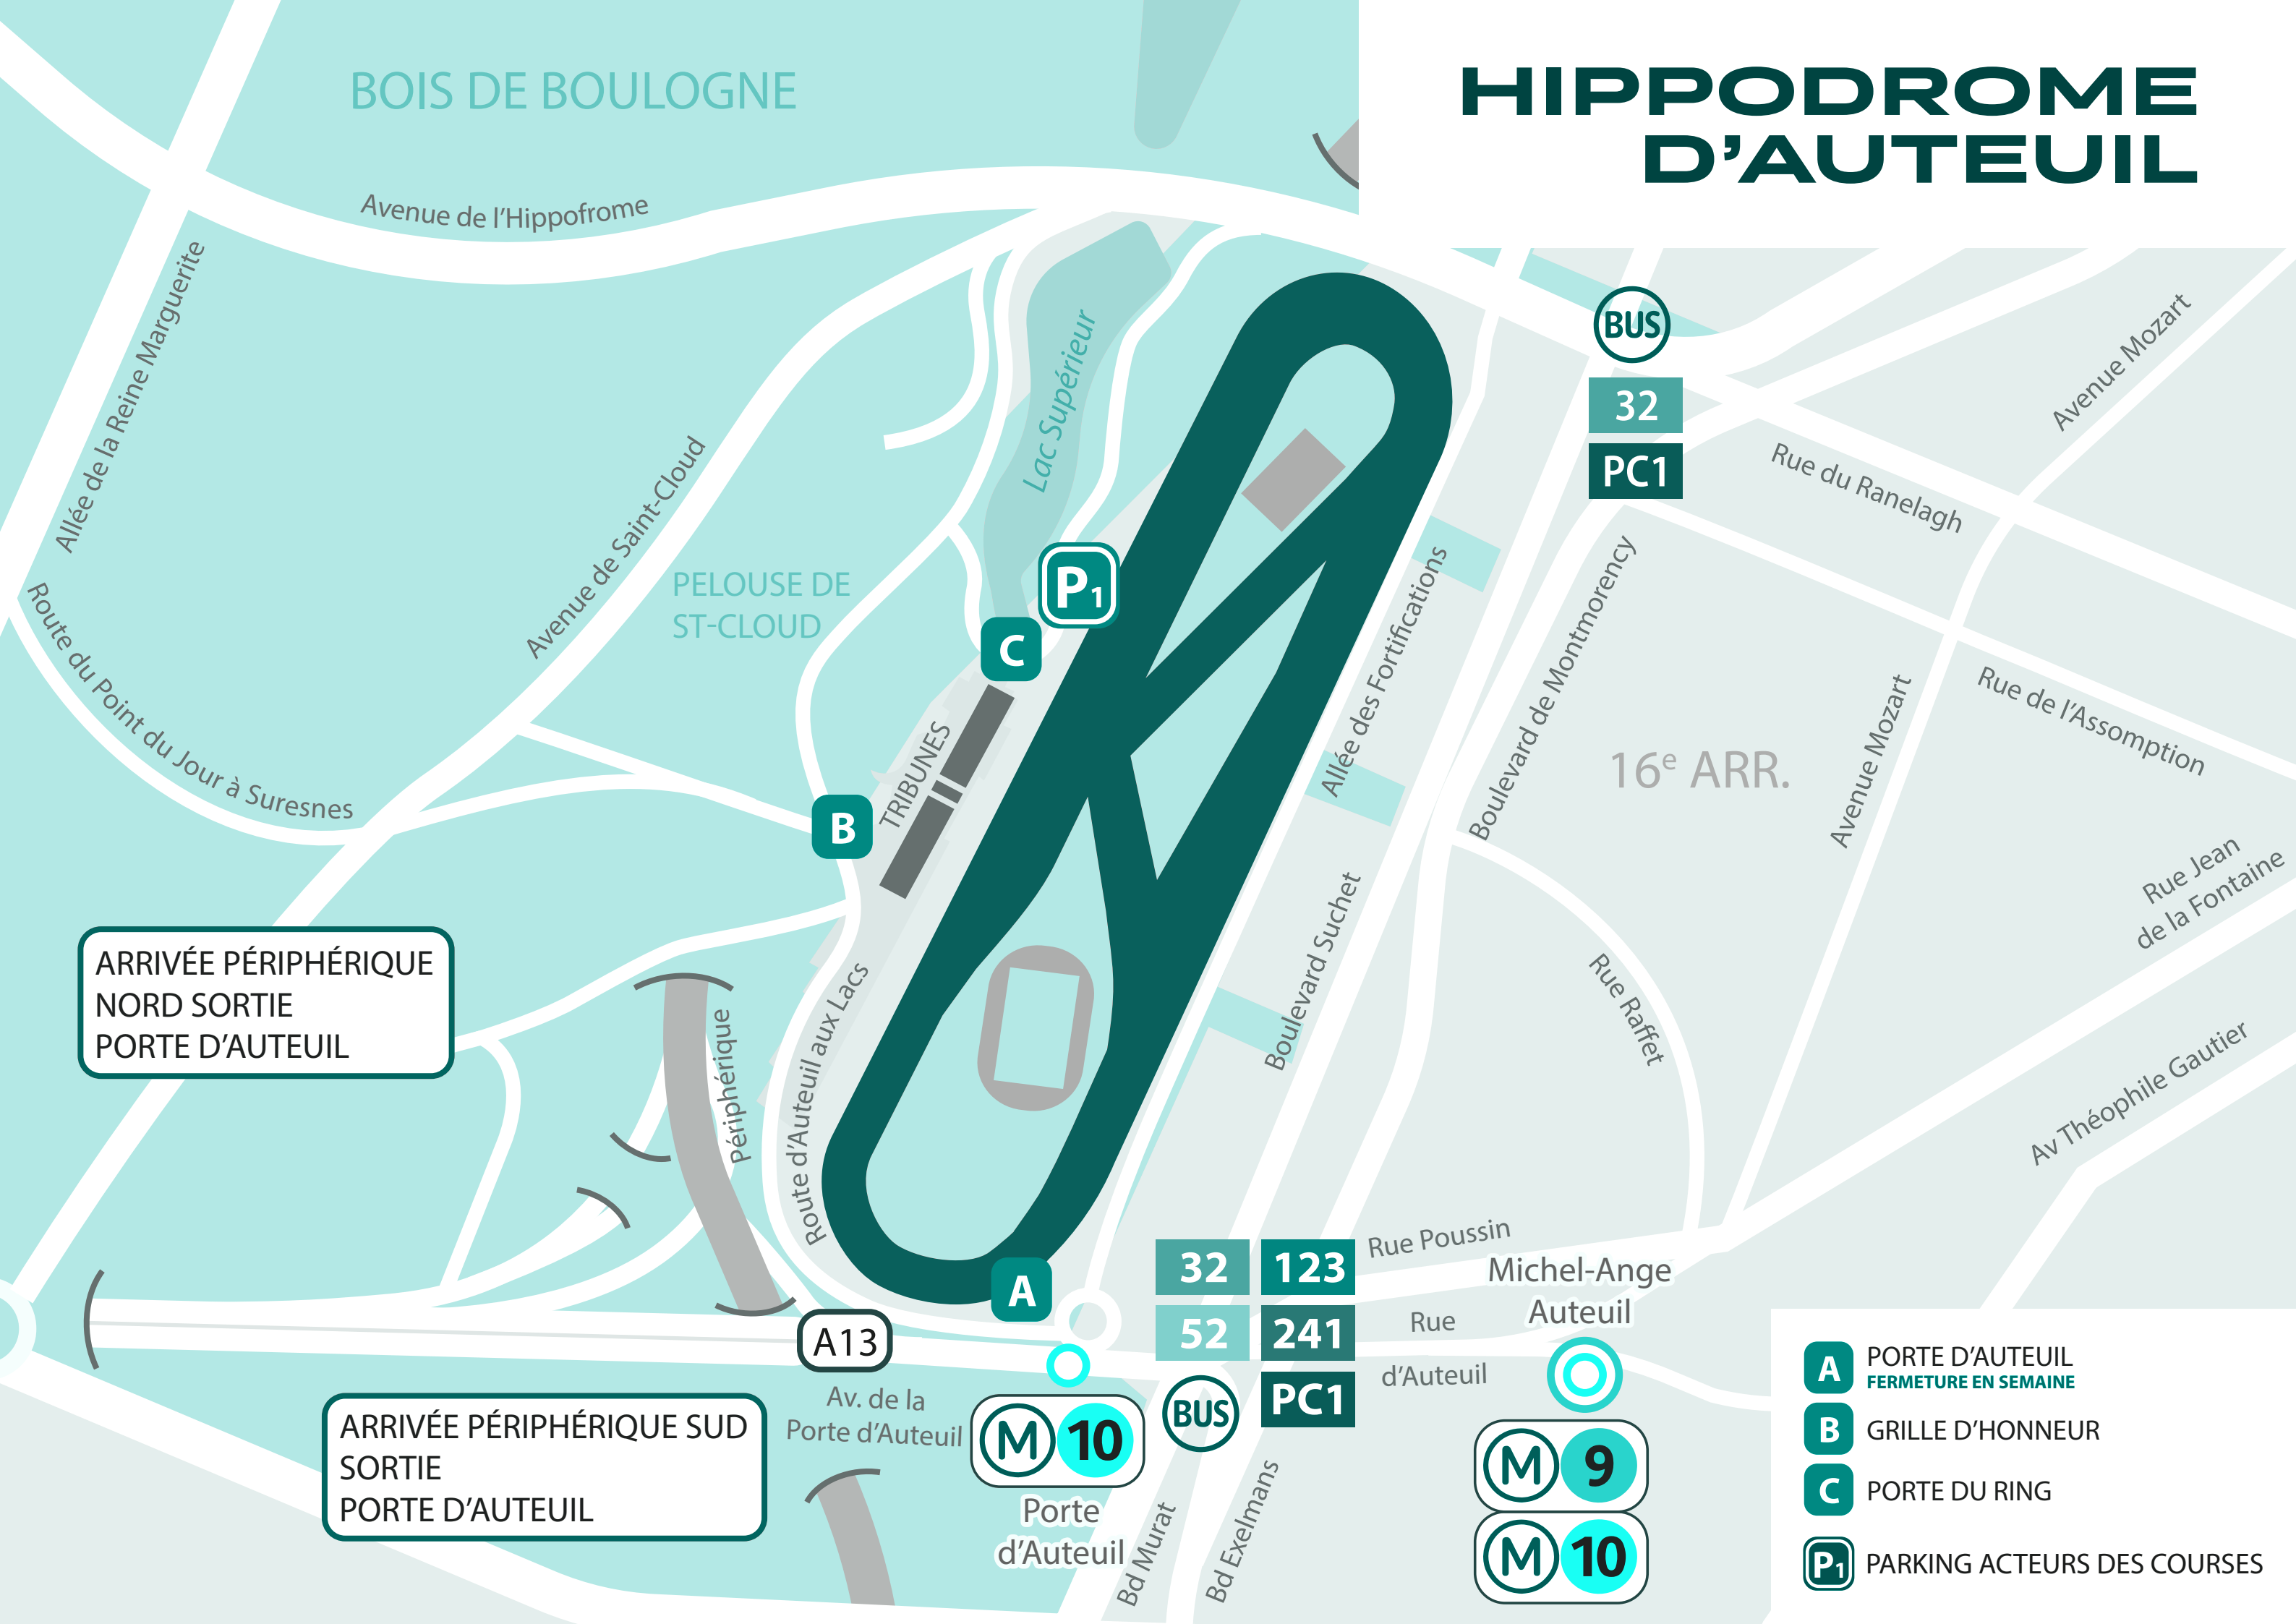 HIPPODROME
D’AUTEUIL
BOIS DE BOULOGNE
Avenue de l’Hippofrome
Allée de la Reine Marguerite
Lac Supérieur
BUS
32
PC1
Avenue Mozart
Rue du Ranelagh
Avenue de Saint-Cloud
PELOUSE DE
ST-CLOUD
P1
C
Route du Point du Jour à Suresnes
Allée des Fortifications
Boulevard de Montmorency
16e ARR.
Avenue Mozart
Rue de l’Assomption
TRIBUNES
B
Rue Jean
de la Fontaine
Boulevard Suchet
Rue Raffet
ARRIVÉE PÉRIPHÉRIQUE
NORD SORTIE
PORTE D’AUTEUIL
Périphérique
Route d’Auteuil aux Lacs
Av Théophile Gautier
A
32
123
52
241
PC1
BUS
Rue Poussin
Michel-Ange
Auteuil
Rue
d’Auteuil
A13
Av. de la
Porte d’Auteuil
M 10
Porte
d’Auteuil
Bd Murat
Bd Exelmans
M 9
M 10
ARRIVÉE PÉRIPHÉRIQUE SUD
SORTIE
PORTE D’AUTEUIL
A PORTE D’AUTEUIL
FERMETURE EN SEMAINE
B GRILLE D’HONNEUR
C PORTE DU RING
P1 PARKING ACTEURS DES COURSES